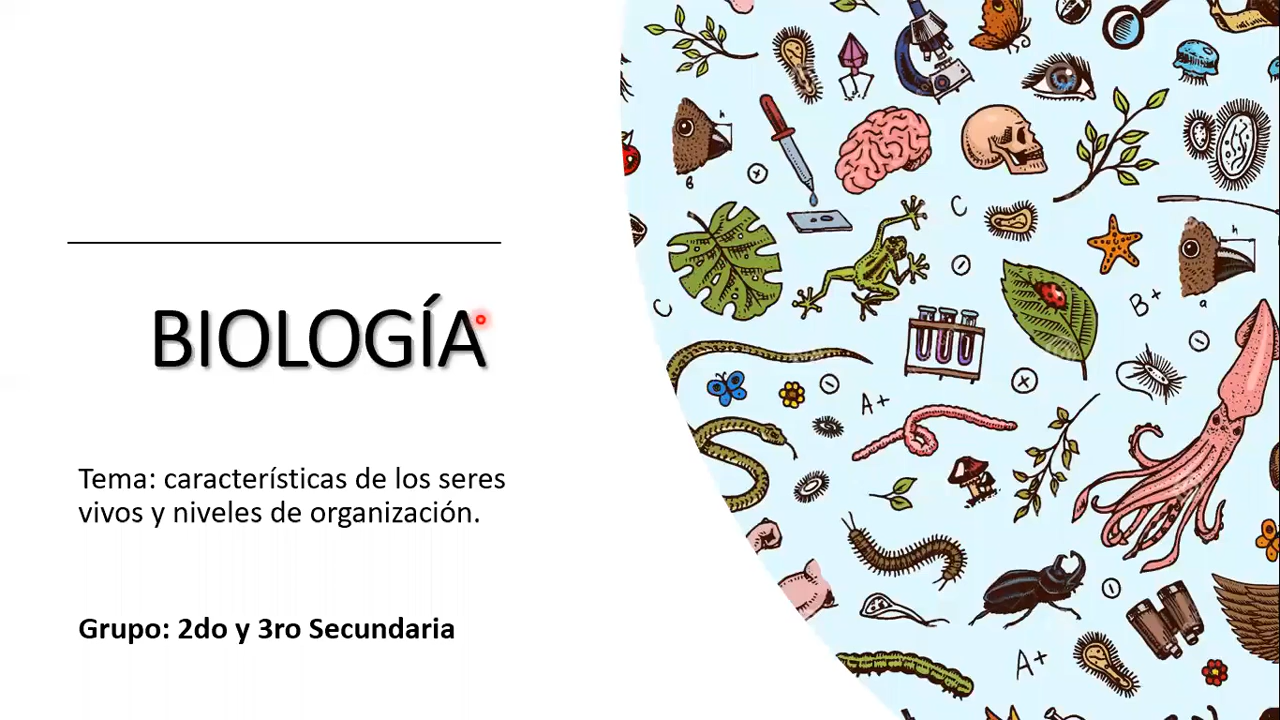 BIOLOGÍA
Tema: características de los seres
vivos y niveles de organización.
Grupo: 2do y 3ro Secundaria
h
B
C
h
a
B+
C
A+
A+